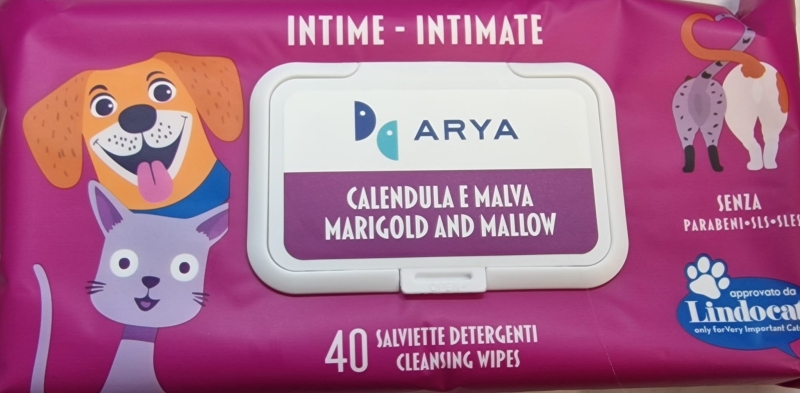 INTIME - INTIMATE
ARYA
CALENDULA E MALVA
MARIGOLD AND MALLOW
SENZA
PARABENI•SLS•SLES
approvato da
Lindocat
only for Very Important Cats
40 SALVIETTE DETERGENTI
CLEANSING WIPES